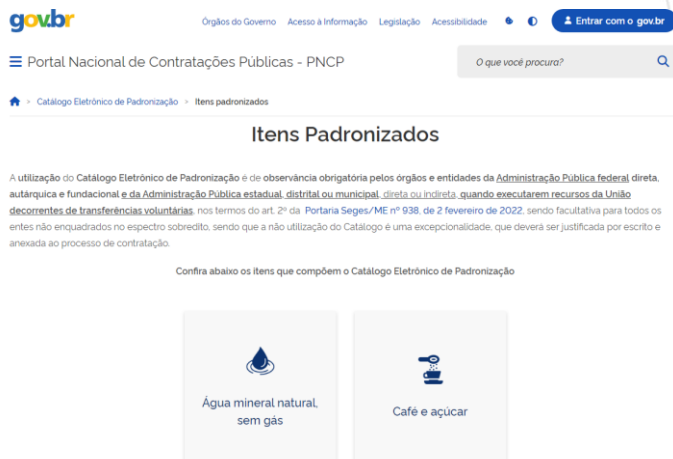 gov.br
Órgãos do Governo Acesso à Informação Legislação Acessibilidade Entrar com o gov.br
Portal Nacional de Contratações Públicas - PNCP
O que você procura?
> Catálogo Eletrônico de Padronização > Itens padronizados
Itens Padronizados
A utilização do Catálogo Eletrônico de Padronização é de observância obrigatória pelos órgãos e entidades da Administração Pública federal direta,
autárquica e fundacional e da Administração Pública estadual, distrital ou municipal, direta ou indireta, quando executarem recursos da União
decorrentes de transferências voluntárias, nos termos do art. 2º da Portaria Seges/ME nº 938, de 2 fevereiro de 2022, sendo facultativa para todos os
entes não enquadrados no espectro sobredito, sendo que a não utilização do Catálogo é uma excepcionalidade, que deverá ser justificada por escrito e
anexada ao processo de contratação.
Confira abaixo os itens que compõem o Catálogo Eletrônico de Padronização
Água mineral natural,
sem gás
Café e açúcar